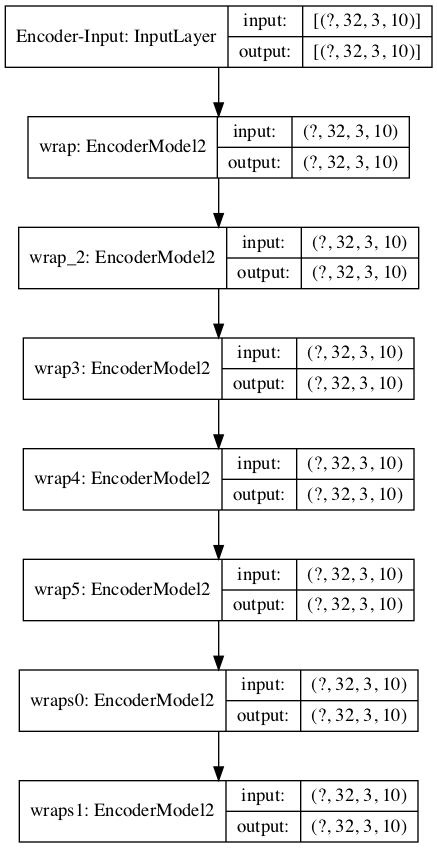 Encoder-Input: InputLayer
input: [(?, 32, 3, 10)]
output: [(?, 32, 3, 10)]
wrap: EncoderModel2
input: (?, 32, 3, 10)
output: (?, 32, 3, 10)
wrap_2: EncoderModel2
input: (?, 32, 3, 10)
output: (?, 32, 3, 10)
wrap3: EncoderModel2
input: (?, 32, 3, 10)
output: (?, 32, 3, 10)
wrap4: EncoderModel2
input: (?, 32, 3, 10)
output: (?, 32, 3, 10)
wrap5: EncoderModel2
input: (?, 32, 3, 10)
output: (?, 32, 3, 10)
wraps0: EncoderModel2
input: (?, 32, 3, 10)
output: (?, 32, 3, 10)
wraps1: EncoderModel2
input: (?, 32, 3, 10)
output: (?, 32, 3, 10)